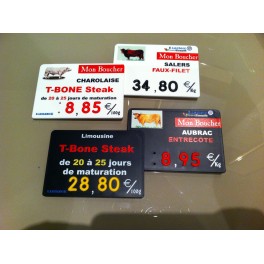 Mon Boucher
CHAROLAISE
T-BONE Steak
de 20 à 25 jours de maturation
8,85 €/100g
Mon Boucher
SALERS
FAUX-FILET
34,80 €/Kg
Limousine
T-Bone Steak
de 20 à 25 jours
de maturation
28,80 €/100g
Mon Boucher
AUBRAC
ENTRECOTE
8,95 €/Kg